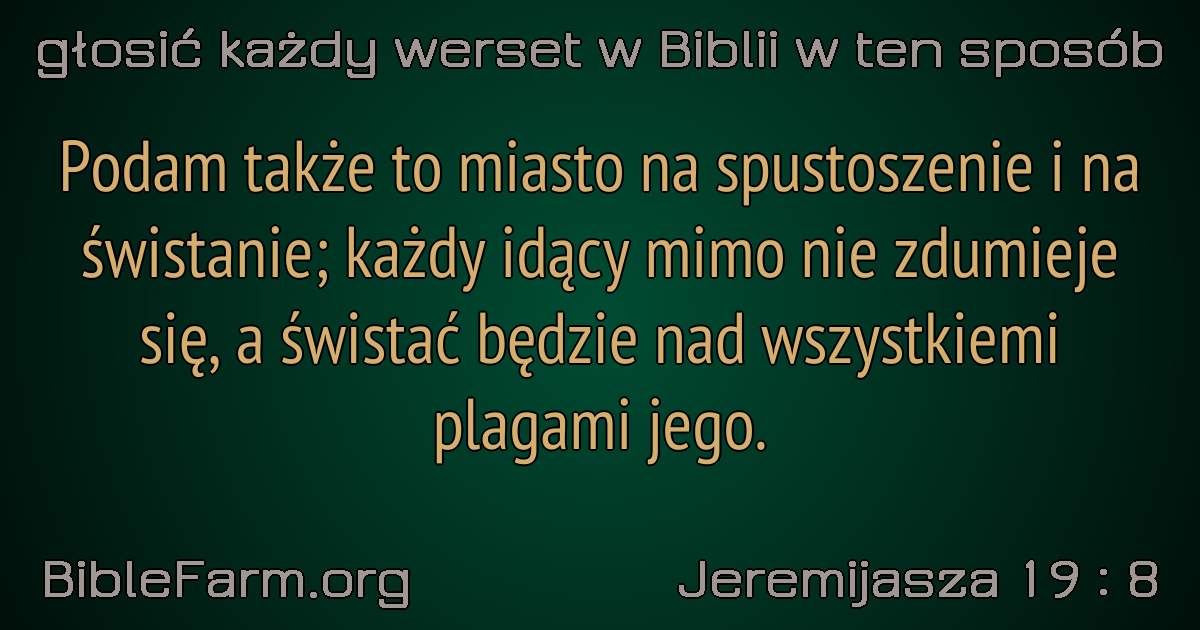 głosić każdy werset w Biblii w ten sposób
Podam także to miasto na spustoszenie i na
świstanie; każdy idący mimo nie zdumieje
się, a świstać będzie nad wszystkiemi
plagami jego.
BibleFarm.org
Jeremijasza 19 : 8